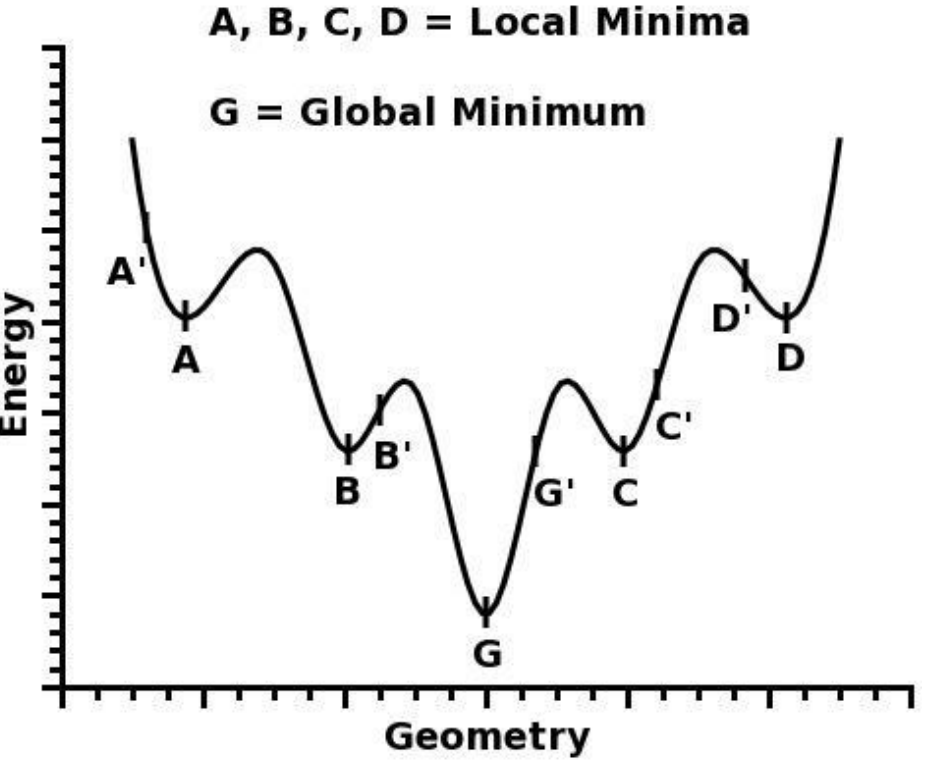 A, B, C, D = Local Minima
G = Global Minimum
Energy
A'
A
B
B'
G
G'
C
C'
D'
D
Geometry